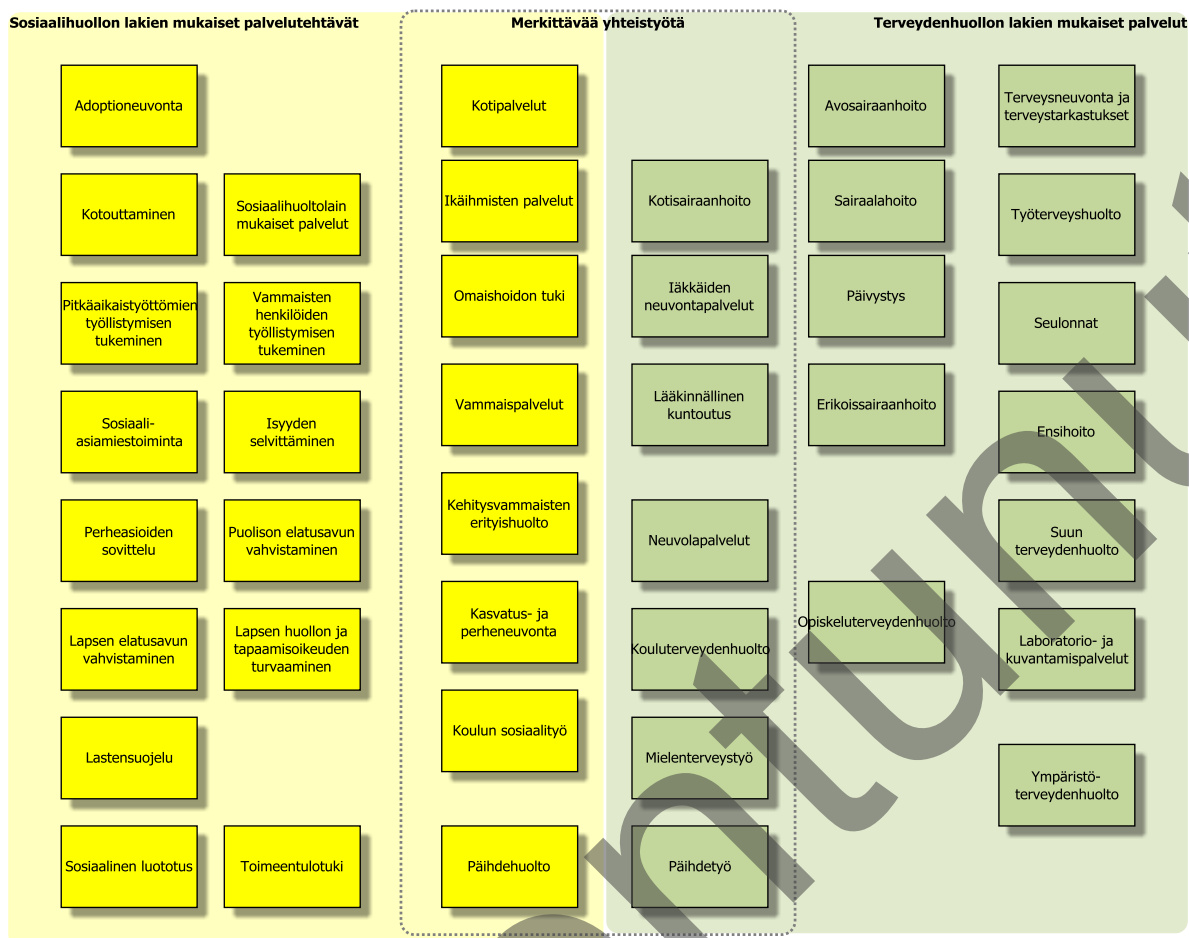 Sosiaalihuollon lakien mukaiset palvelutehtävät
Merkittävää yhteistyötä
Terveydenhuollon lakien mukaiset palvelut
Adoptioneuvonta
Kotouttaminen
Sosiaalihuoltolain
mukaiset palvelut
Pitkäaikaistyöttömien
työllistymisen
tukeminen
Vammaisten
henkilöiden
työllistymisen
tukeminen
Sosiaali-
asiamiestoiminta
Isyyden
selvittäminen
Perheasioiden
sovittelu
Puolison elatusavun
vahvistaminen
Lapsen elatusavun
vahvistaminen
Lapsen huollon ja
tapaamisoikeuden
turvaaminen
Lastensuojelu
Sosiaalinen luototus
Toimeentulotuki
Kotipalvelut
Ikäihmisten palvelut
Omaishoidon tuki
Vammaispalvelut
Kehitysvammaisten
erityishuolto
Kasvatus- ja
perheneuvonta
Koulun sosiaalityö
Päihdehuolto
Kotisairaanhoito
Iäkkäiden
neuvontapalvelut
Lääkinnällinen
kuntoutus
Neuvolapalvelut
Kouluterveydenhuolto
Mielenterveystyö
Päihdetyö
Avosairaanhoito
Sairaalahoito
Päivystys
Erikoissairaanhoito
Opiskeluterveydenhuolto
Terveysneuvonta ja
terveystarkastukset
Työterveyshuolto
Seulonnat
Ensihoito
Suun
terveydenhuolto
Laboratorio- ja
kuvantamispalvelut
Ympäristö-
terveydenhuolto